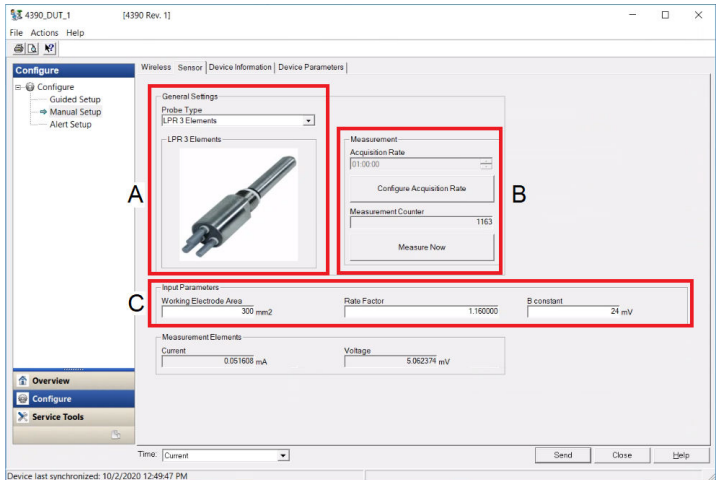 4390_DUT_1 [4390 Rev. 1]
File Actions Help
Configure
Configure
Guided Setup
Manual Setup
Alert Setup
Overview
Configure
Service Tools
Wireless Sensor Device Information Device Parameters
General Settings
Probe Type
LPR 3 Elements
LPR 3 Elements
A
Measurement
Acquisition Rate
01:00:00
Configure Acquisition Rate
Measurement Counter
1163
Measure Now
B
C
Input Parameters
Working Electrode Area
300 mm2
Rate Factor
1.160000
B constant
24 mV
Measurement Elements
Current
0.051608 mA
Voltage
5.062374 mV
Time: Current
Send Close Help
Device last synchronized: 10/2/2020 12:49:47 PM